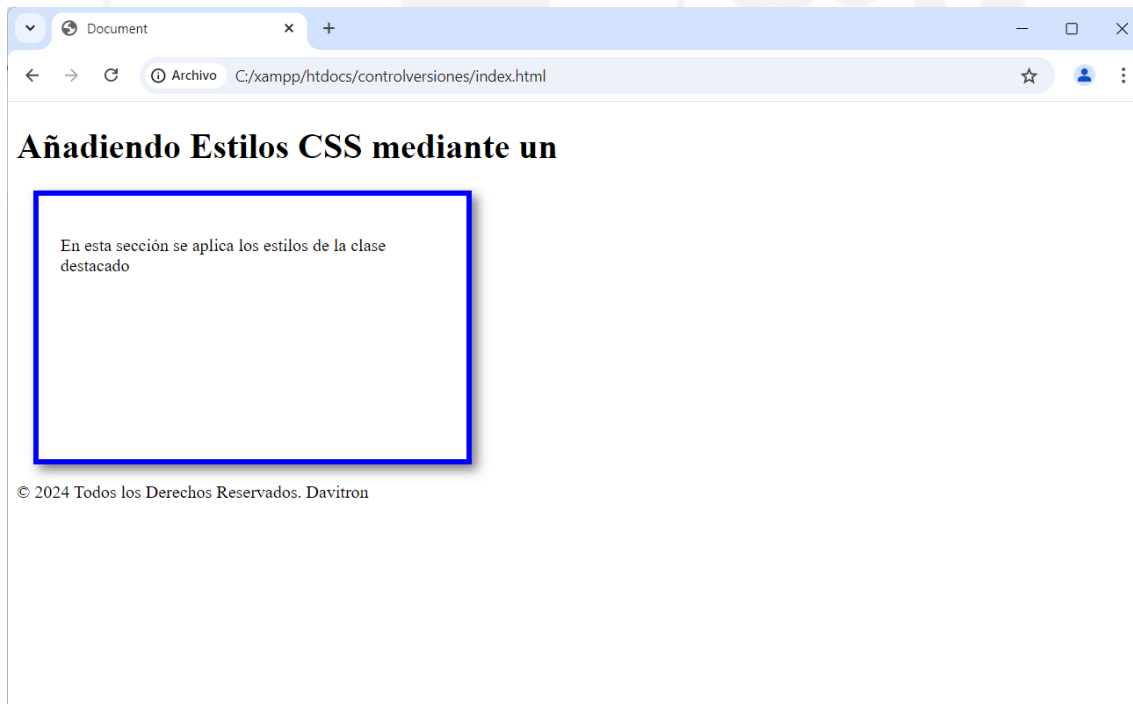 Document
Archivo C:/xampp/htdocs/controlversiones/index.html
Añadiendo Estilos CSS mediante un
En esta sección se aplica los estilos de la clase
destacado
© 2024 Todos los Derechos Reservados. Davitron